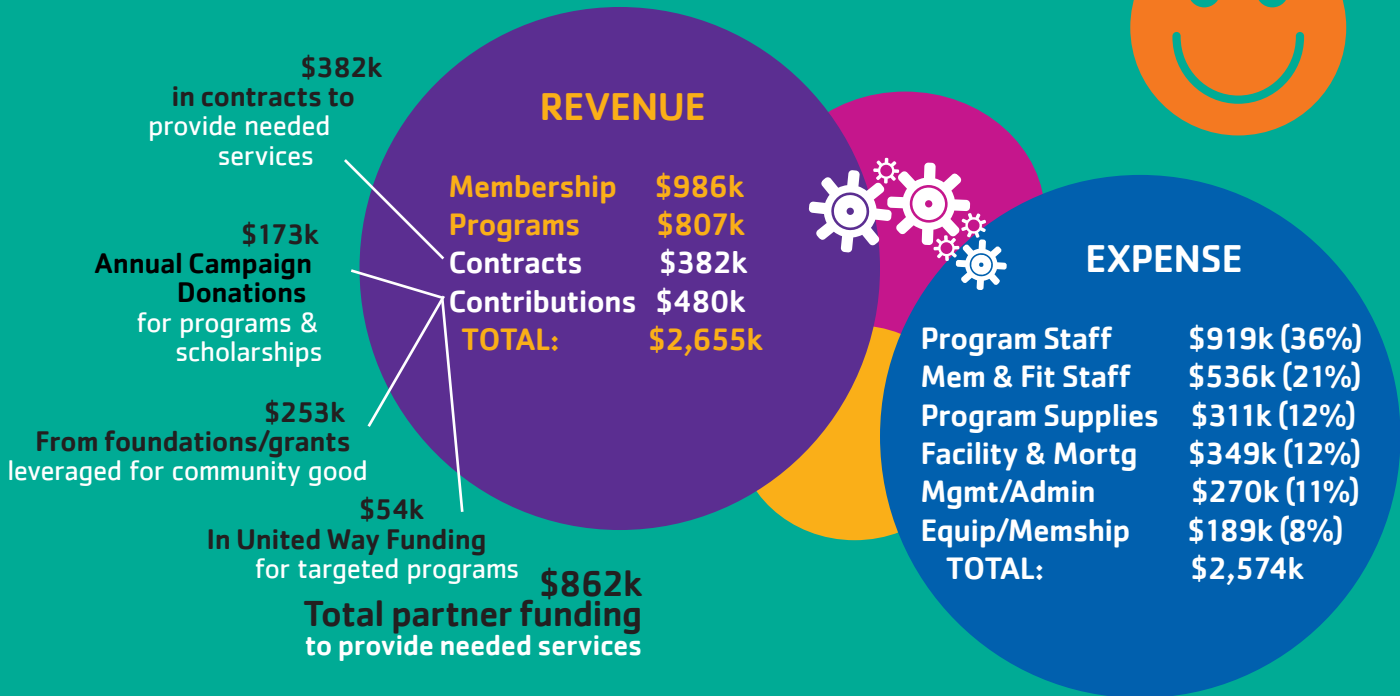 $382k
in contracts to
provide needed
services
$173k
Annual Campaign
Donations
for programs &
scholarships
$253k
From foundations/grants
leveraged for community good
$54k
In United Way Funding
for targeted programs
$862k
Total partner funding
to provide needed services
REVENUE
Membership $986k
Programs $807k
Contracts $382k
Contributions $480k
TOTAL: $2,655k
EXPENSE
Program Staff $919k (36%)
Mem & Fit Staff $536k (21%)
Program Supplies $311k (12%)
Facility & Mortg $349k (12%)
Mgmt/Admin $270k (11%)
Equip/Memship $189k (8%)
TOTAL: $2,574k